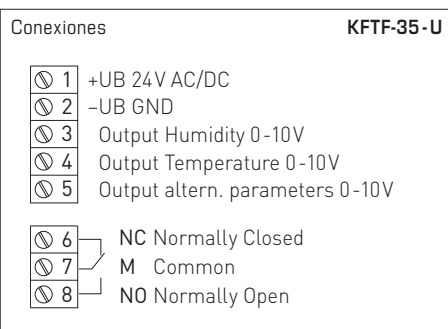 Conexiones KFTF-35-U
1 +UB 24V AC/DC
2 –UB GND
3 Output Humidity 0-10V
4 Output Temperature 0-10V
5 Output altern. parameters 0-10V
6 NC Normally Closed
7 M Common
8 NO Normally Open